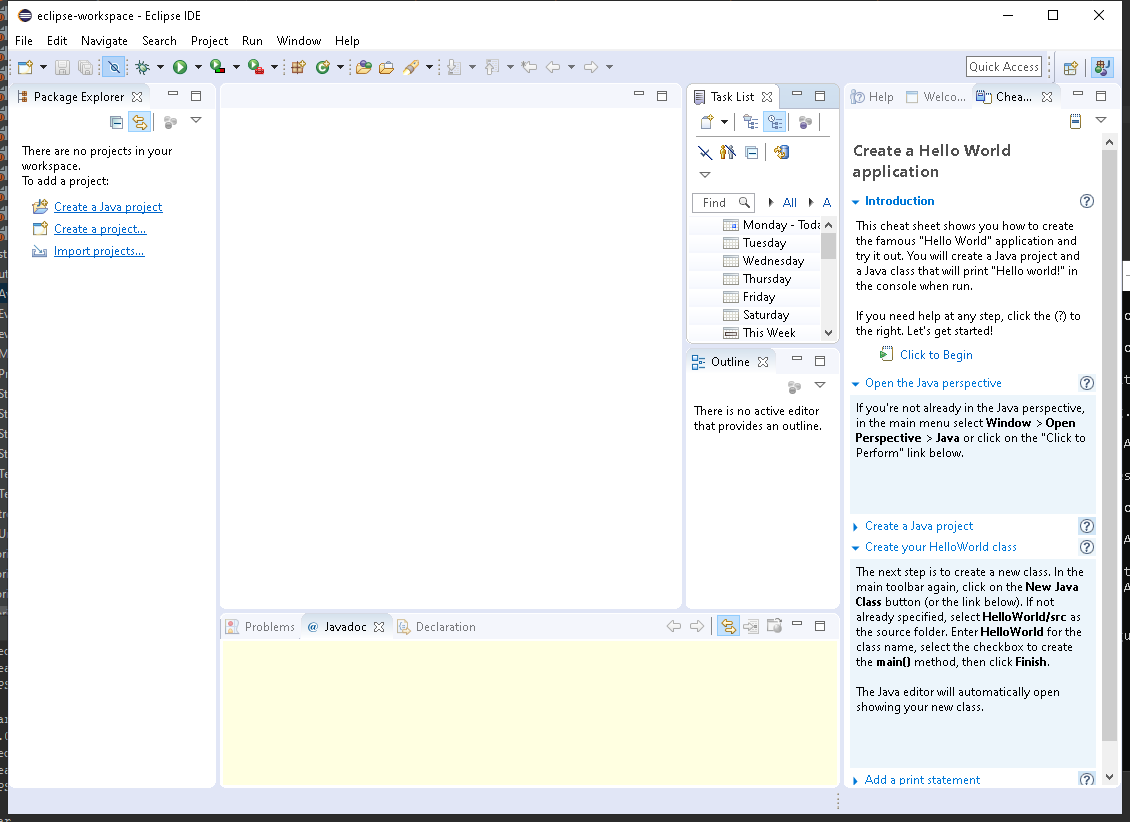 eclipse-workspace - Eclipse IDE
File Edit Navigate Search Project Run Window Help
Quick Access
Package Explorer
There are no projects in your
workspace.
To add a project:
Create a Java project
Create a project...
Import projects...
Task List
Find All A
Monday - Toda
Tuesday
Wednesday
Thursday
Friday
Saturday
This Week
Outline
There is no active editor
that provides an outline.
Problems @ Javadoc Declaration
Help Welco... Chea...
Create a Hello World
application
Introduction
This cheat sheet shows you how to create
the famous "Hello World" application and
try it out. You will create a Java project and
a Java class that will print "Hello world!" in
the console when run.
If you need help at any step, click the (?) to
the right. Let's get started!
Click to Begin
Open the Java perspective
If you're not already in the Java perspective,
in the main menu select Window > Open
Perspective > Java or click on the "Click to
Perform" link below.
Create a Java project
Create your HelloWorld class
The next step is to create a new class. In the
main toolbar again, click on the New Java
Class button (or the link below). If not
already specified, select HelloWorld/src as
the source folder. Enter HelloWorld for the
class name, select the checkbox to create
the main() method, then click Finish.
The Java editor will automatically open
showing your new class.
Add a print statement